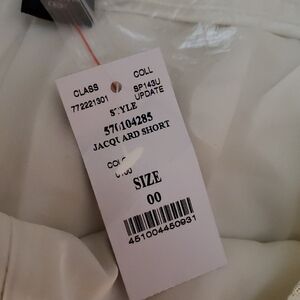 CLASS COLL
772221301 SP143U
UPDATE
STYLE
570104285
JACQUARD SHORT
SIZE
00
451004450931